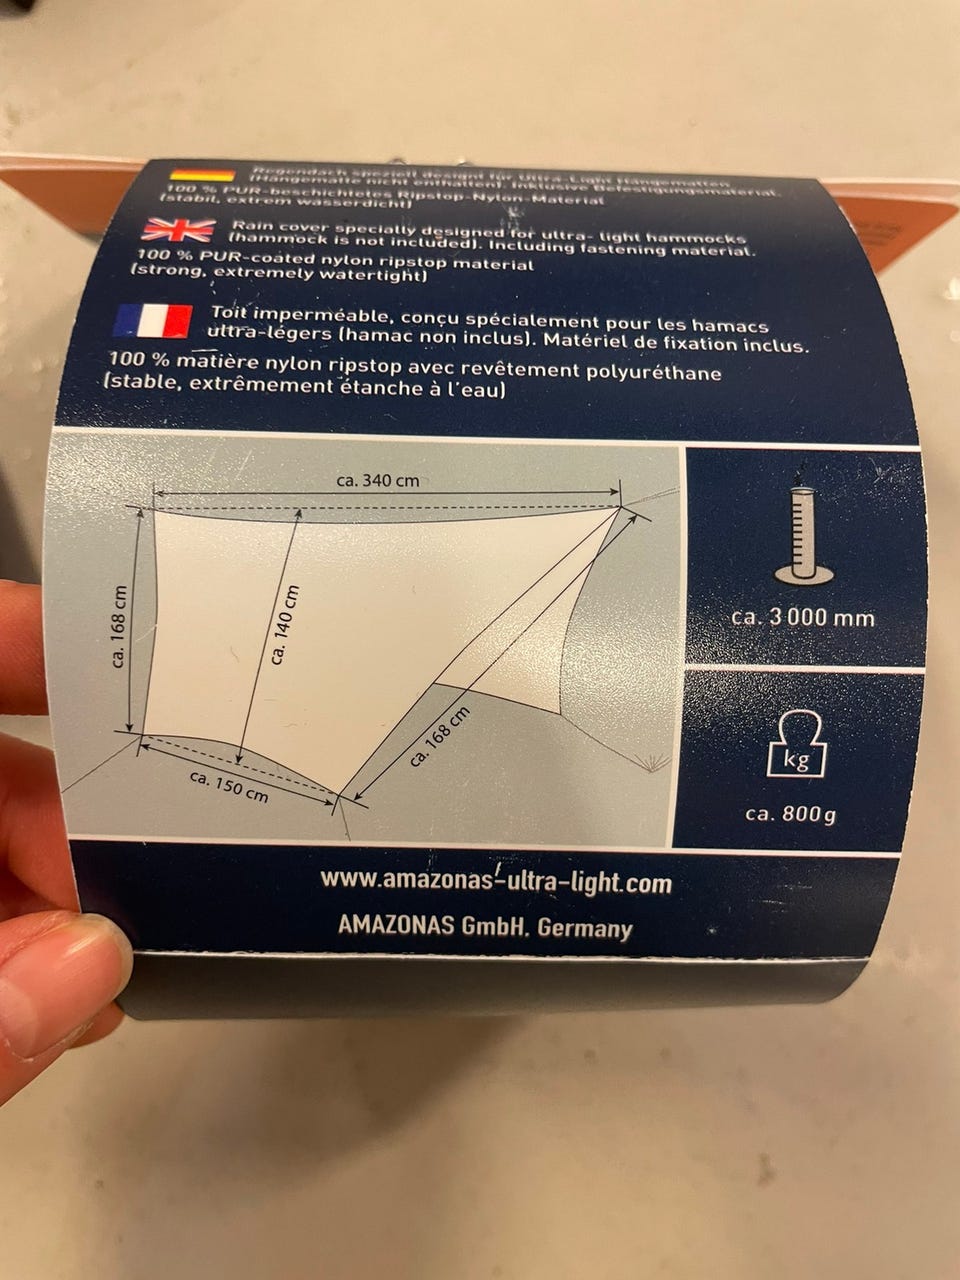 Regendach speziell designt für Ultra-Light Hängematten
(Hängematte nicht enthalten). Inklusive Befestigungsmaterial.
100 % PUR-beschichtetes Ripstop-Nylon-Material
(stabil, extrem wasserdicht)
Rain cover specially designed for ultra- light hammocks
(hammock is not included). Including fastening material.
100 % PUR-coated nylon ripstop material
(strong, extremely watertight)
Toit imperméable, conçu spécialement pour les hamacs
ultra-légers (hamac non inclus). Matériel de fixation inclus.
100 % matière nylon ripstop avec revêtement polyuréthane
(stable, extrêmement étanche à l'eau)
ca. 340 cm
ca. 168 cm
ca. 140 cm
ca. 168 cm
ca. 150 cm
ca. 3 000 mm
kg
ca. 800 g
www.amazonas-ultra-light.com
AMAZONAS GmbH. Germany